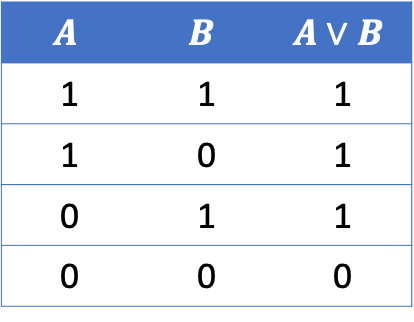 A B A ∨ B
1 1 1
1 0 1
0 1 1
0 0 0